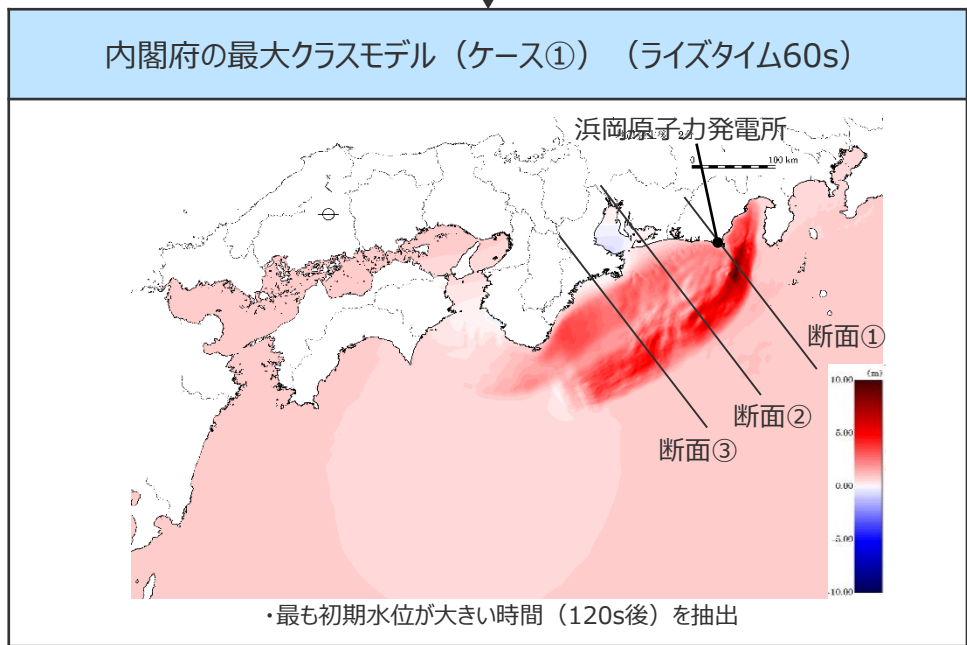 内閣府の最大クラスモデル（ケース①）（ライズタイム60s）
浜岡原子力発電所
0 100 km
N
断面①
断面②
断面③
(m)
10.00
5.00
0.00
-5.00
-10.00
・最も初期水位が大きい時間（120s後）を抽出